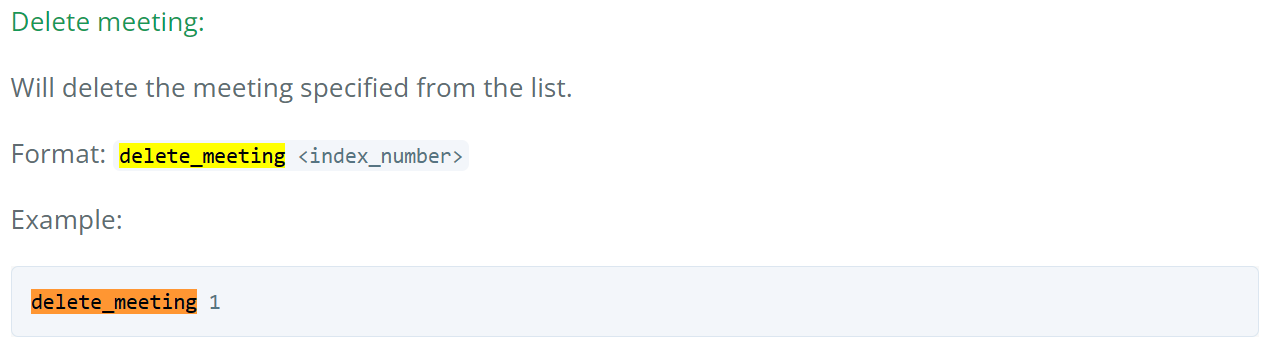 Delete meeting:
Will delete the meeting specified from the list.
Format: delete_meeting <index_number>
Example:
delete_meeting 1